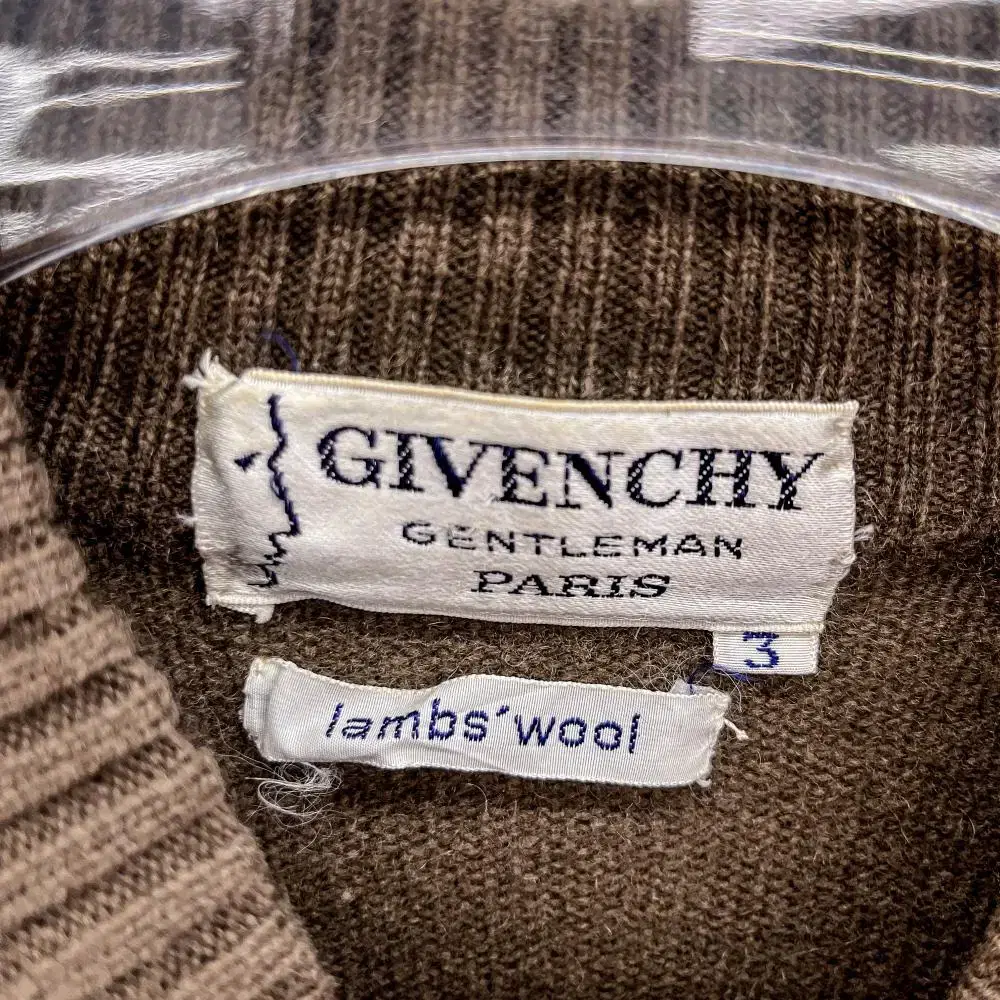 GIVENCHY
GENTLEMAN
PARIS
3
lambs' wool